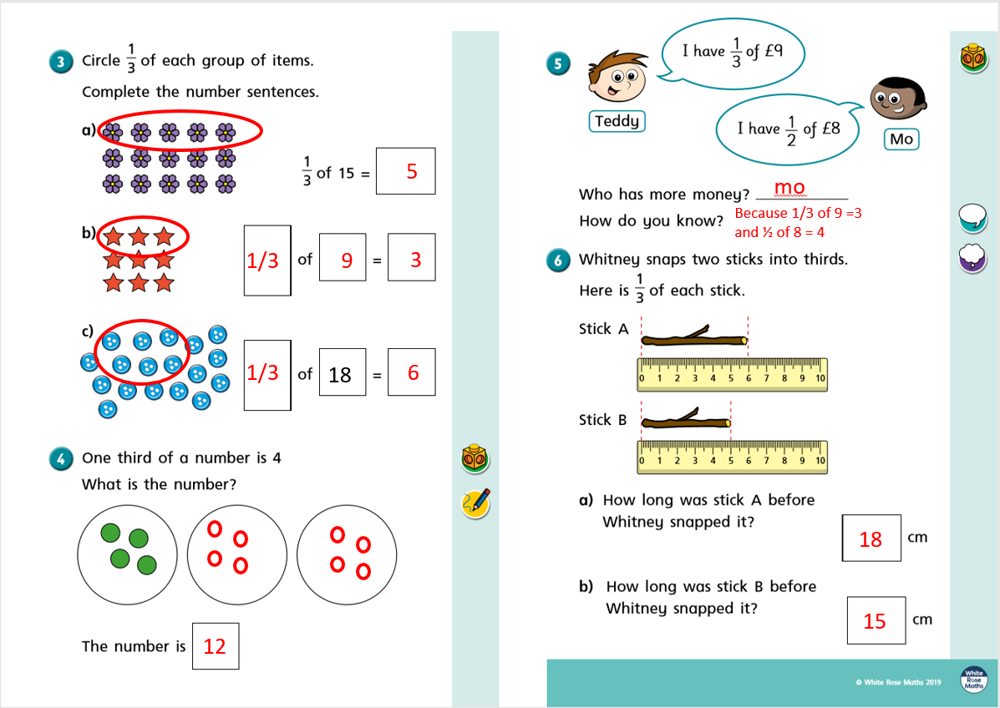 3 Circle 1/3 of each group of items.
Complete the number sentences.
a)
1/3 of 15 = 5
b)
1/3 of 9 = 3
c)
1/3 of 18 = 6
4 One third of a number is 4
What is the number?
The number is 12
5
I have 1/3 of £9
Teddy
I have 1/2 of £8
Mo
Who has more money? mo
How do you know? Because 1/3 of 9 =3
and ½ of 8 = 4
6 Whitney snaps two sticks into thirds.
Here is 1/3 of each stick.
Stick A
0 1 2 3 4 5 6 7 8 9 10
Stick B
0 1 2 3 4 5 6 7 8 9 10
a) How long was stick A before
Whitney snapped it?
18 cm
b) How long was stick B before
Whitney snapped it?
15 cm
© White Rose Maths 2019
White
Rose
Maths